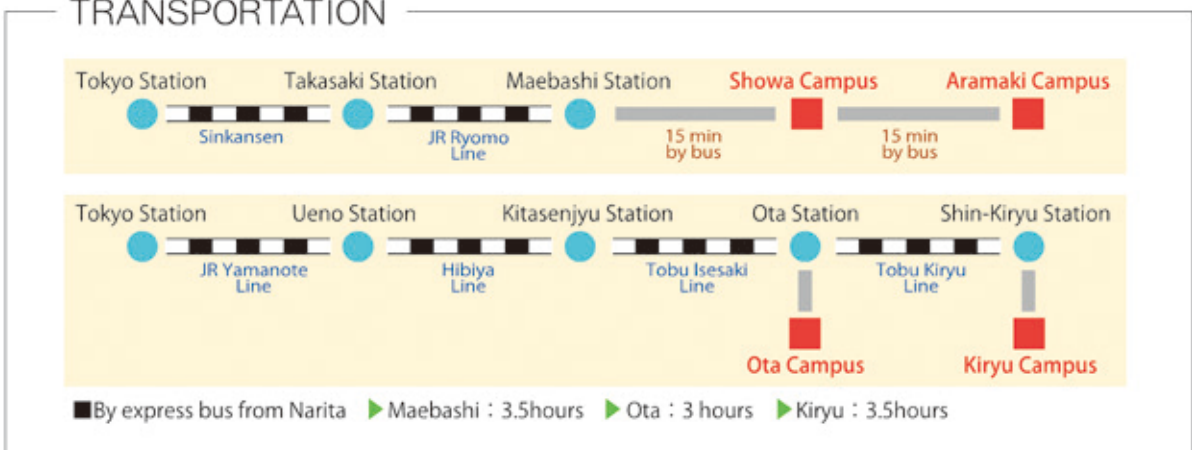 TRANSPORTATION
Tokyo Station Takasaki Station Maebashi Station Showa Campus Aramaki Campus
Sinkansen
JR Ryomo
Line
15 min
by bus
15 min
by bus
Tokyo Station Ueno Station Kitasenjyu Station Ota Station Shin-Kiryu Station
JR Yamanote
Line
Hibiya
Line
Tobu Isesaki
Line
Tobu Kiryu
Line
Ota Campus Kiryu Campus
■By express bus from Narita ▶Maebashi：3.5hours ▶Ota：3 hours ▶Kiryu：3.5hours